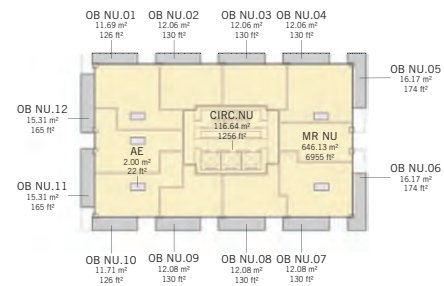 OB NU.01
11.69 m²
126 ft²
OB NU.02
12.06 m²
130 ft²
OB NU.03
12.06 m²
130 ft²
OB NU.04
12.06 m²
130 ft²
OB NU.05
16.17 m²
174 ft²
OB NU.12
15.31 m²
165 ft²
CIRC.NU
116.64 m²
1256 ft²
AE
2.00 m²
22 ft²
MR NU
646.13 m²
6955 ft²
OB NU.11
15.31 m²
165 ft²
OB NU.06
16.17 m²
174 ft²
OB NU.10
11.71 m²
126 ft²
OB NU.09
12.08 m²
130 ft²
OB NU.08
12.08 m²
130 ft²
OB NU.07
12.08 m²
130 ft²